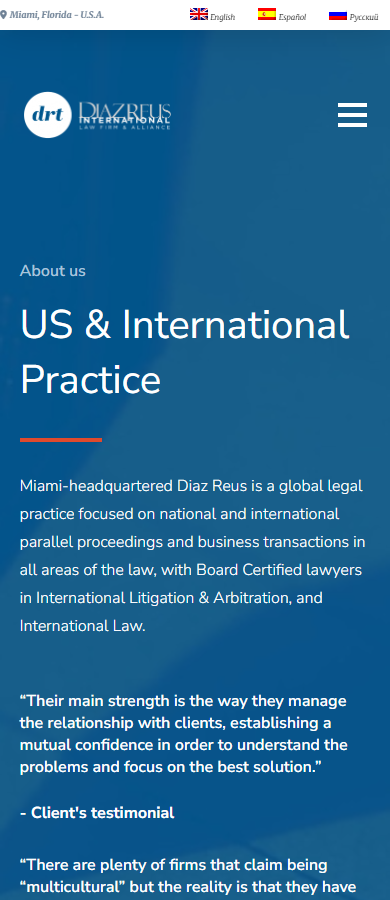 Miami, Florida - U.S.A.
English
Español
Русский
drt
DIAZREUS
INTERNATIONAL
LAW FIRM & ALLIANCE
About us
US & International
Practice
Miami-headquartered Diaz Reus is a global legal
practice focused on national and international
parallel proceedings and business transactions in
all areas of the law, with Board Certified lawyers
in International Litigation & Arbitration, and
International Law.
“Their main strength is the way they manage
the relationship with clients, establishing a
mutual confidence in order to understand the
problems and focus on the best solution.”
- Client's testimonial
“There are plenty of firms that claim being
“multicultural” but the reality is that they have